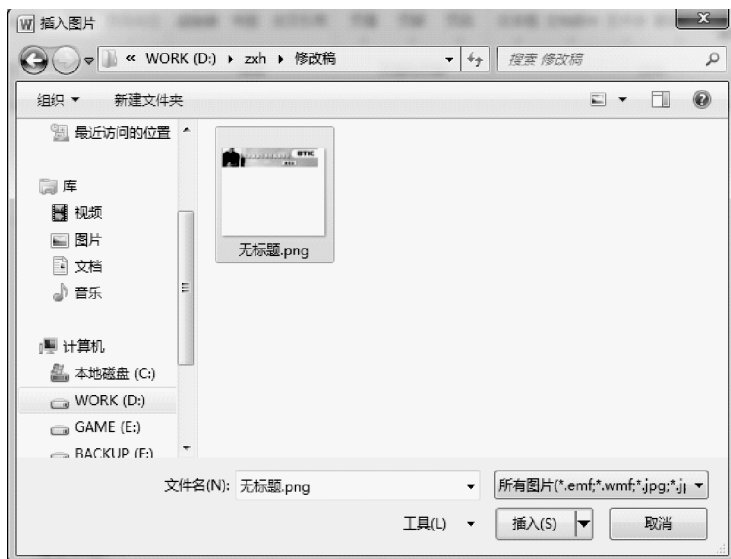 插入图片
« WORK (D:) ▸ zxh ▸ 修改稿
搜索 修改稿
组织 ▼ 新建文件夹
最近访问的位置
库
视频
图片
文档
音乐
计算机
本地磁盘 (C:)
WORK (D:)
GAME (E:)
BACKUP (F:)
无标题.png
文件名(N): 无标题.png
所有图片(*.emf;*.wmf;*.jpg;*.j
工具(L) ▼ 插入(S) ▼ 取消